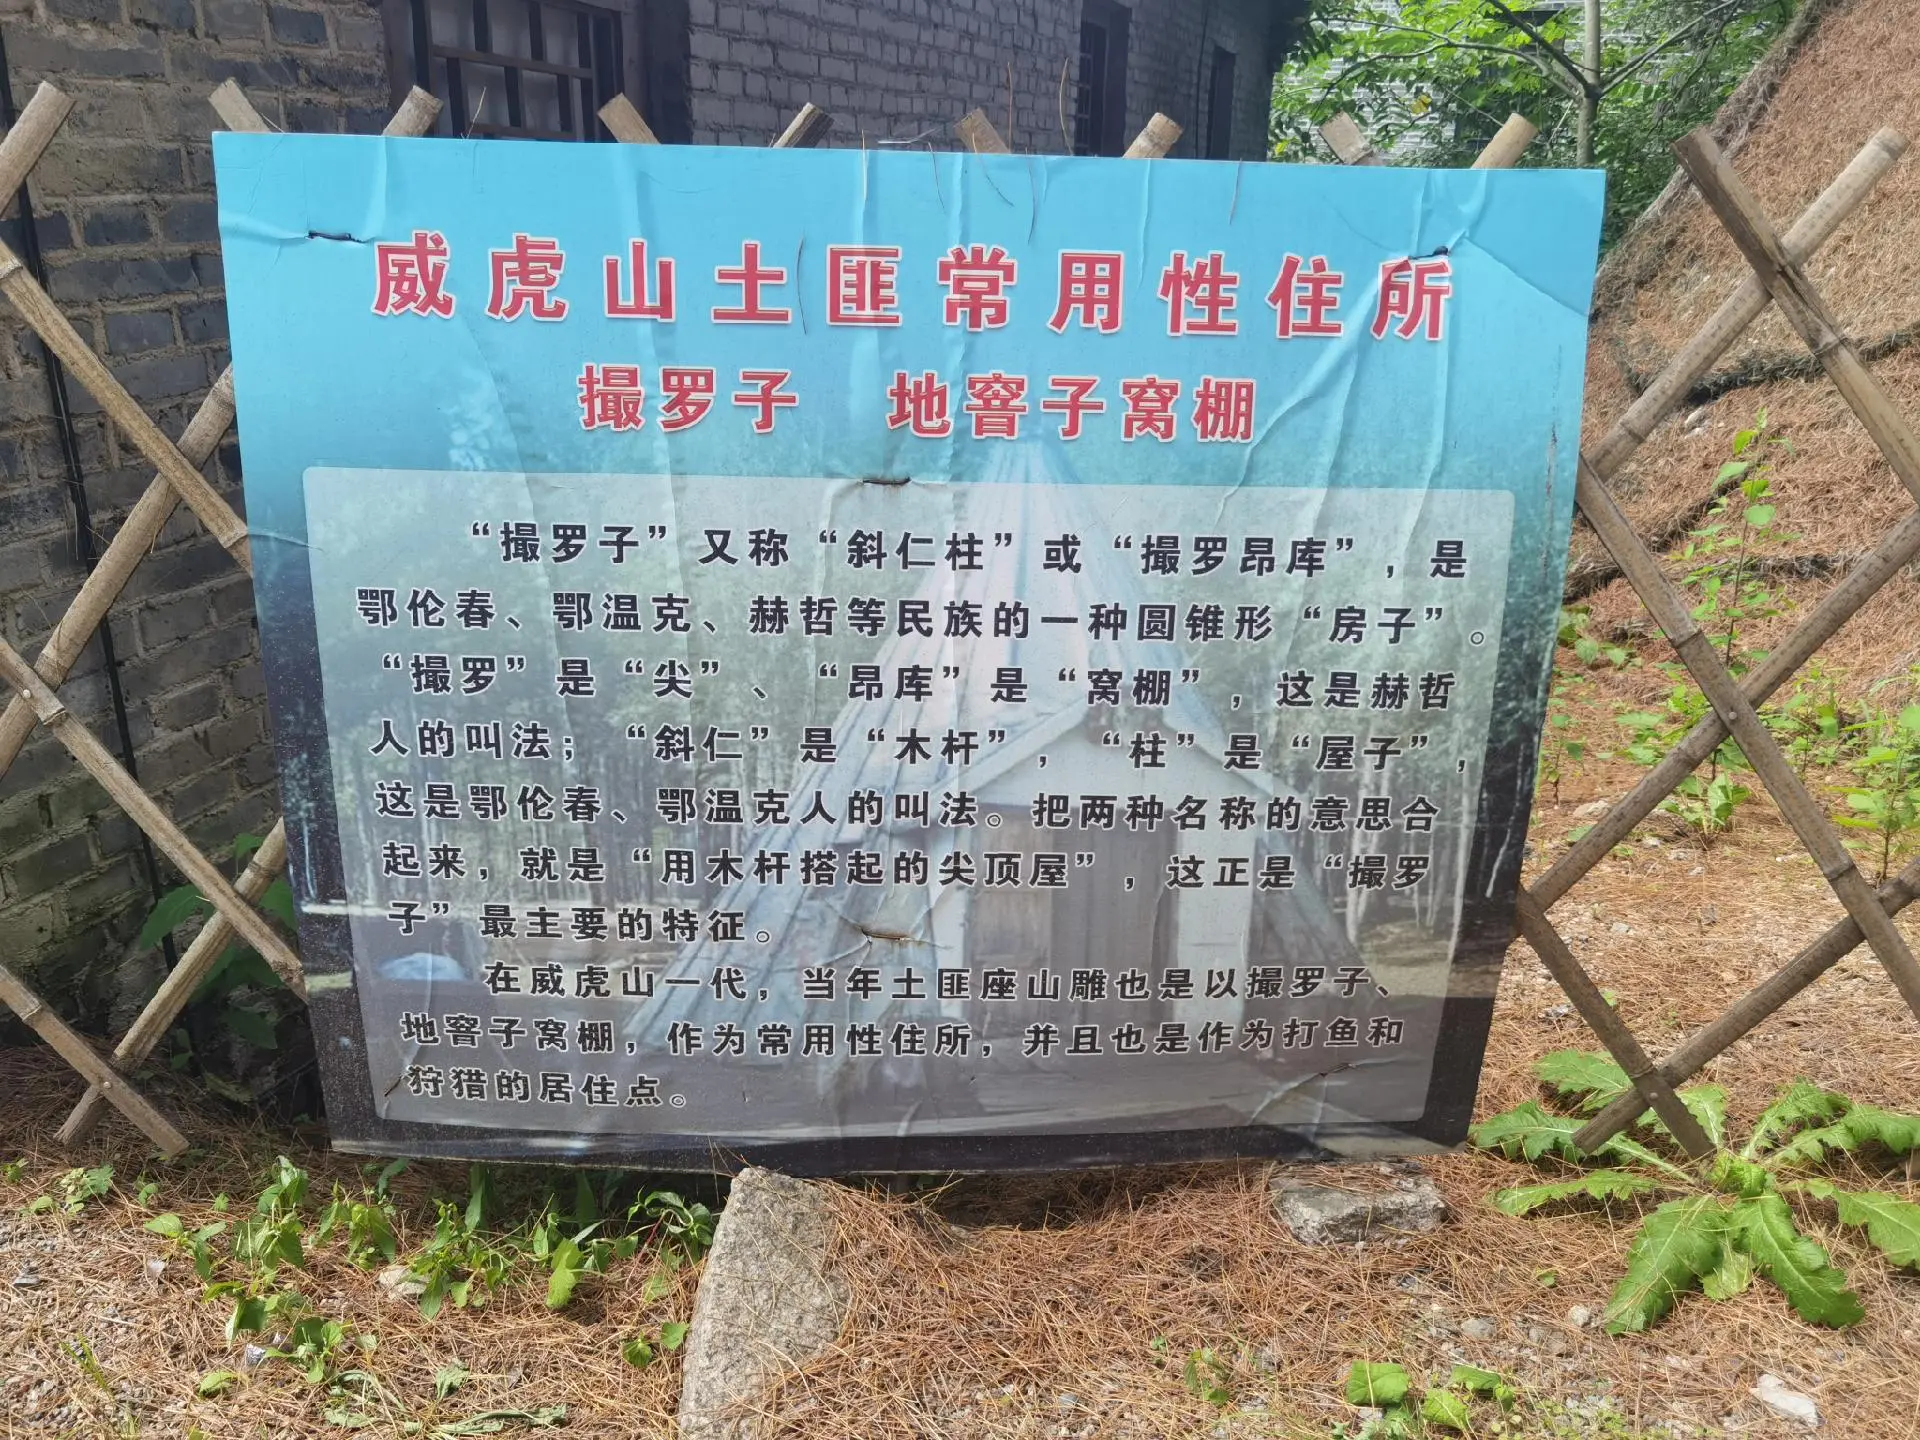 威虎山土匪常用性住所
撮罗子 地窨子窝棚
“撮罗子”又称“斜仁柱”或“撮罗昂库”，是
鄂伦春、鄂温克、赫哲等民族的一种圆锥形“房子”。
“撮罗”是“尖”、“昂库”是“窝棚”，这是赫哲
人的叫法；“斜仁”是“木杆”，“柱”是“屋子”，
这是鄂伦春、鄂温克人的叫法。把两种名称的意思合
起来，就是“用木杆搭起的尖顶屋”，这正是“撮罗
子”最主要的特征。
在威虎山一代，当年土匪座山雕也是以撮罗子、
地窨子窝棚，作为常用性住所，并且也是作为打鱼和
狩猎的居住点。